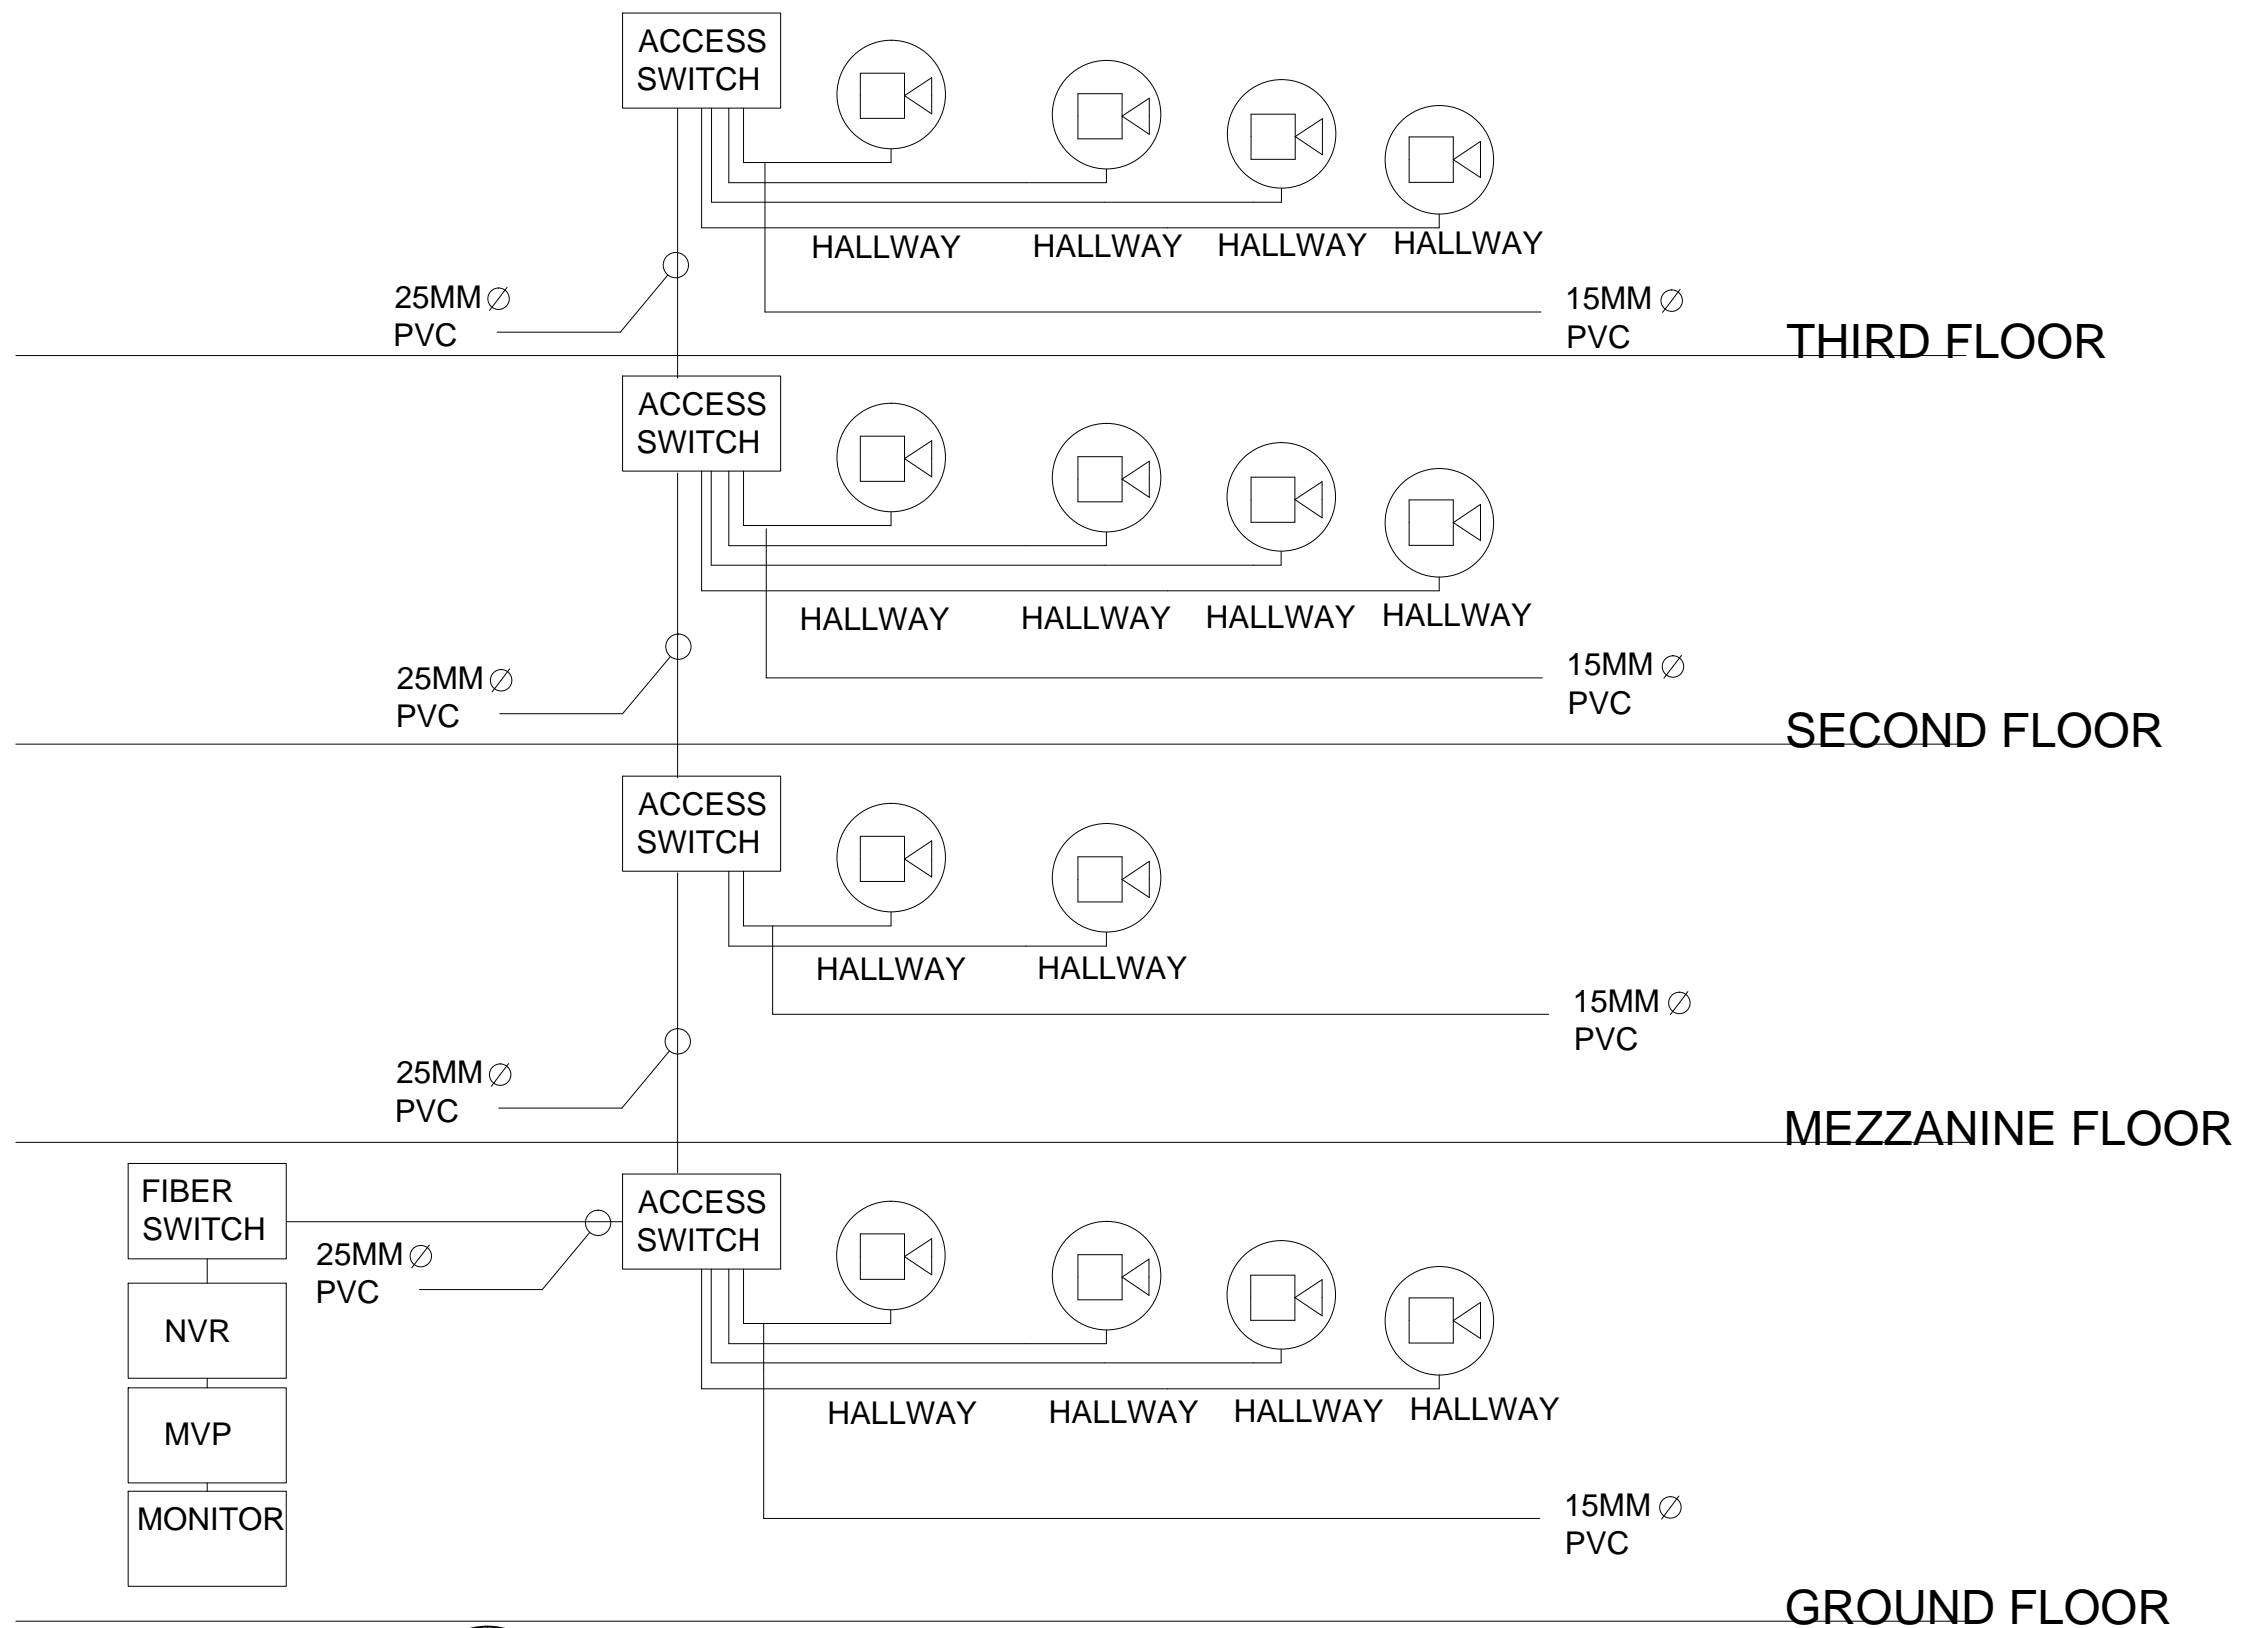 ACCESS
SWITCH
HALLWAY HALLWAY HALLWAY HALLWAY
25MM Ø
PVC
15MM Ø
PVC
THIRD FLOOR
ACCESS
SWITCH
HALLWAY HALLWAY HALLWAY HALLWAY
25MM Ø
PVC
15MM Ø
PVC
SECOND FLOOR
ACCESS
SWITCH
HALLWAY HALLWAY
15MM Ø
PVC
25MM Ø
PVC
MEZZANINE FLOOR
FIBER
SWITCH
25MM Ø
PVC
ACCESS
SWITCH
NVR
MVP
MONITOR
HALLWAY HALLWAY HALLWAY HALLWAY
15MM Ø
PVC
GROUND FLOOR